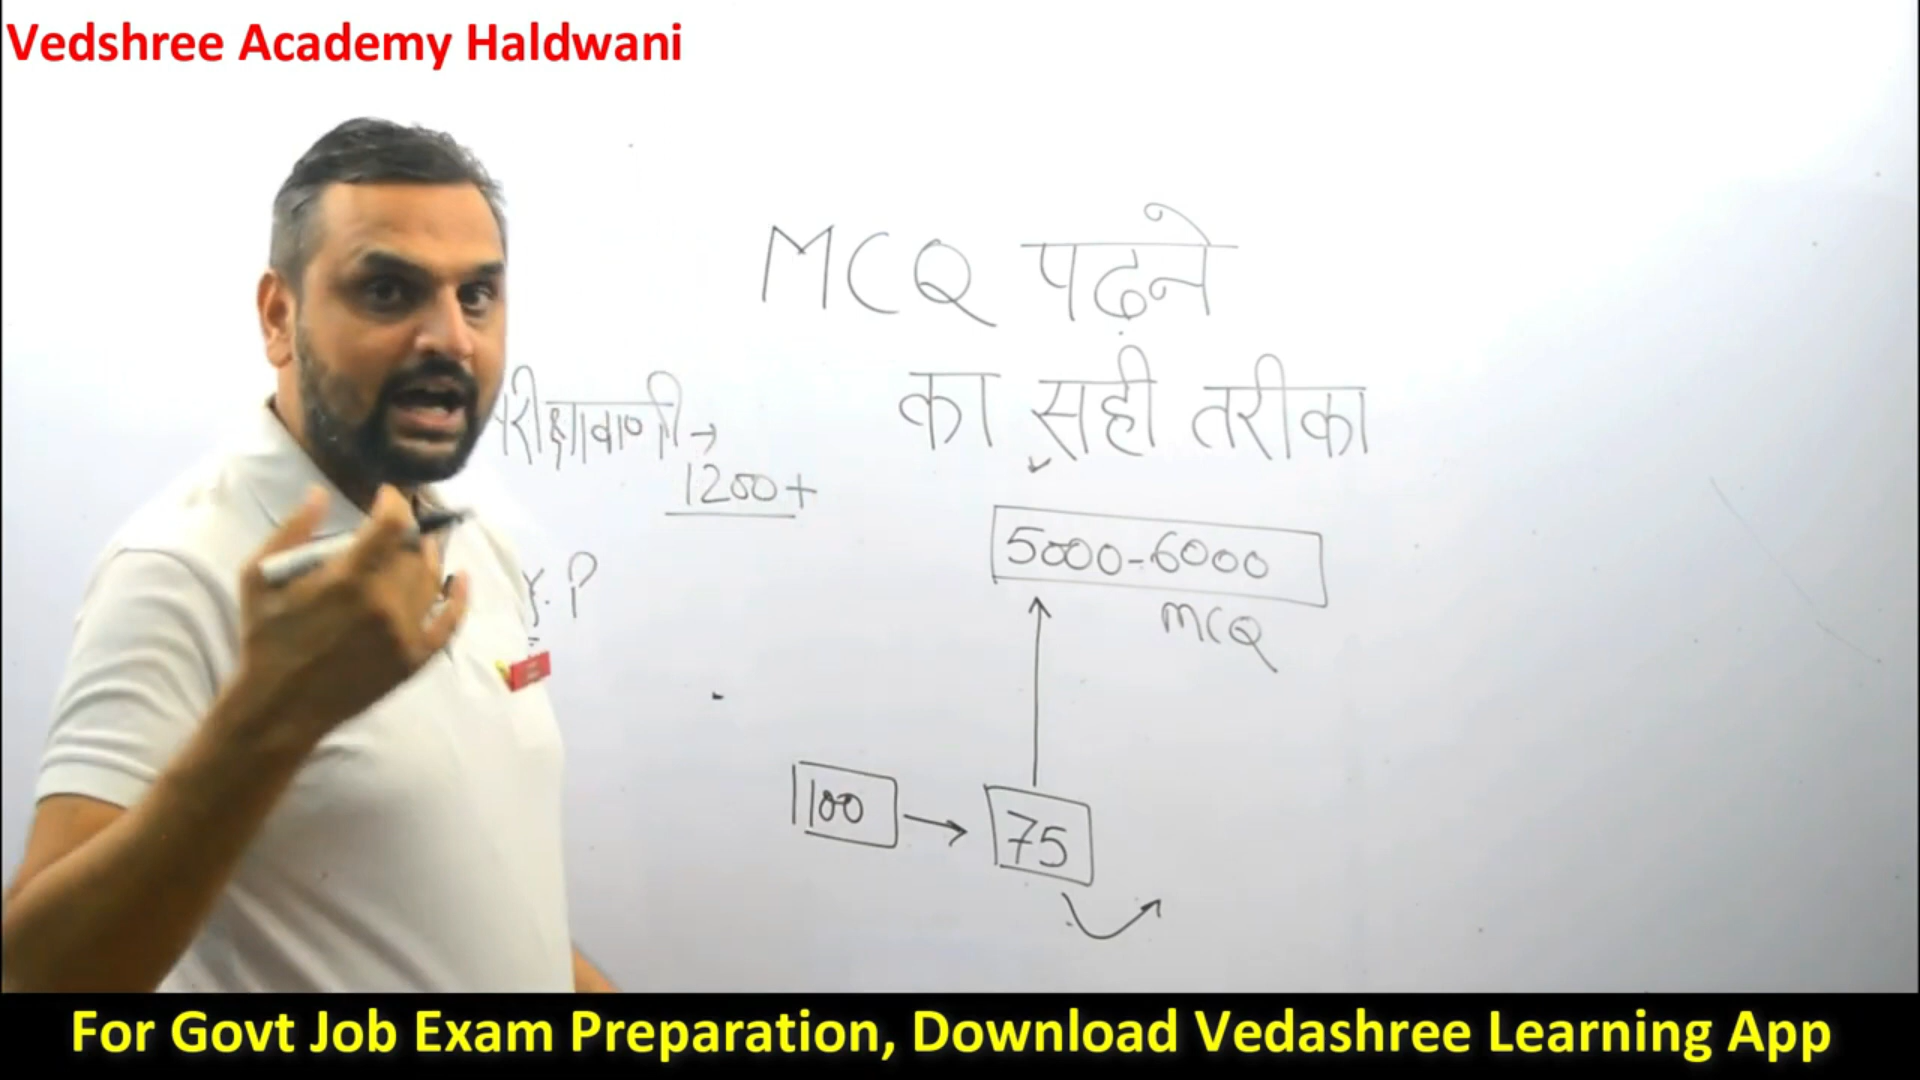 Vedshree Academy Haldwani
MCQ पढ़ने
का सही तरीका
परीक्षावाणी →
1200+
5000-6000
MCQ
Y.P
100 → 75
For Govt Job Exam Preparation, Download Vedashree Learning App